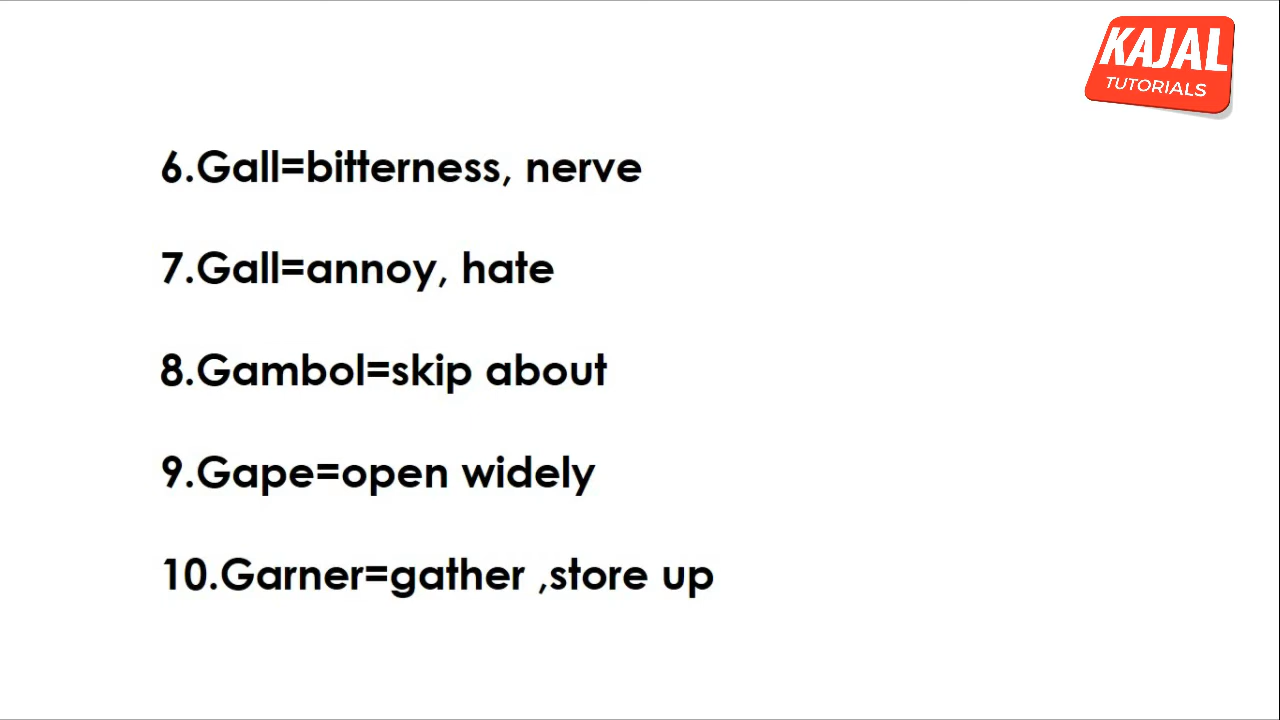 KAJAL
TUTORIALS
6.Gall=bitterness, nerve
7.Gall=annoy, hate
8.Gambol=skip about
9.Gape=open widely
10.Garner=gather ,store up